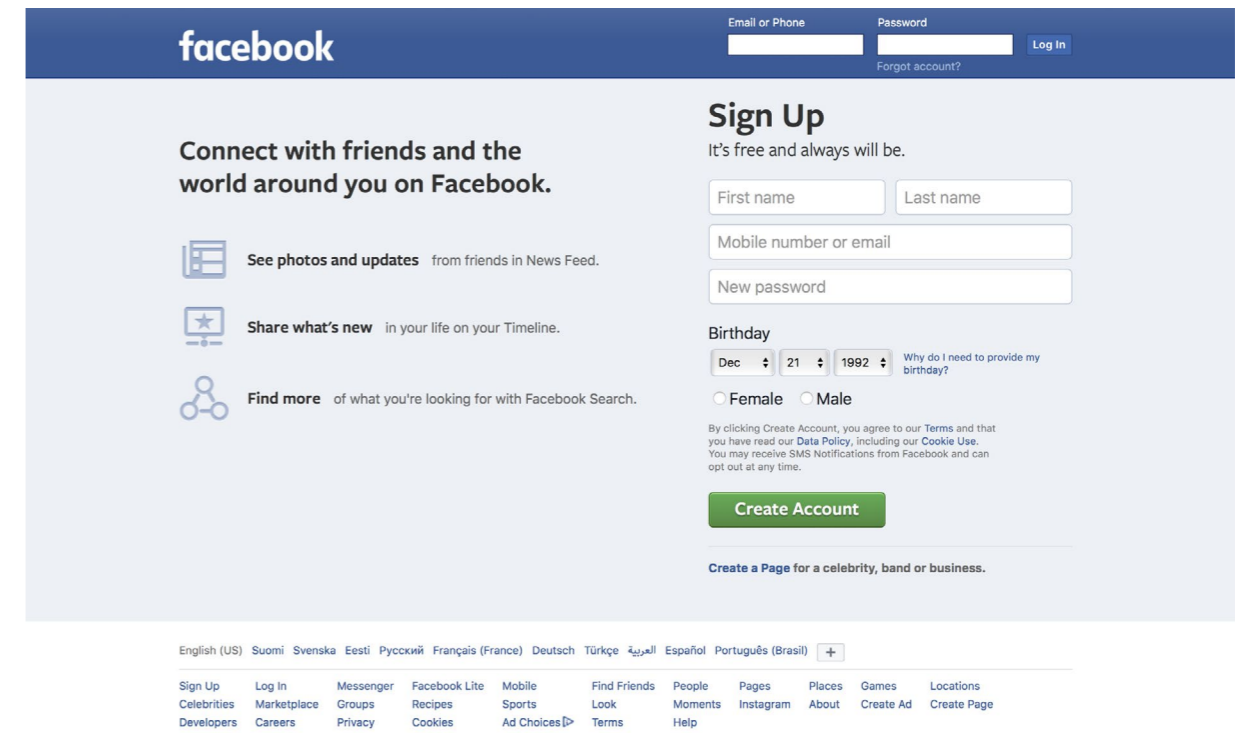 facebook
Email or Phone
Password
Log In
Forgot account?
Connect with friends and the
world around you on Facebook.
See photos and updates from friends in News Feed.
Share what's new in your life on your Timeline.
Find more of what you're looking for with Facebook Search.
Sign Up
It's free and always will be.
First name
Last name
Mobile number or email
New password
Birthday
Dec 21 1992
Why do I need to provide my
birthday?
Female Male
By clicking Create Account, you agree to our Terms and that
you have read our Data Policy, including our Cookie Use.
You may receive SMS Notifications from Facebook and can
opt out at any time.
Create Account
Create a Page for a celebrity, band or business.
English (US) Suomi Svenska Eesti Русский Français (France) Deutsch Türkçe العربية Español Português (Brasil) +
Sign Up Log In Messenger Facebook Lite Mobile Find Friends People Pages Places Games Locations
Celebrities Marketplace Groups Recipes Sports Look Moments Instagram About Create Ad Create Page
Developers Careers Privacy Cookies Ad Choices Terms Help